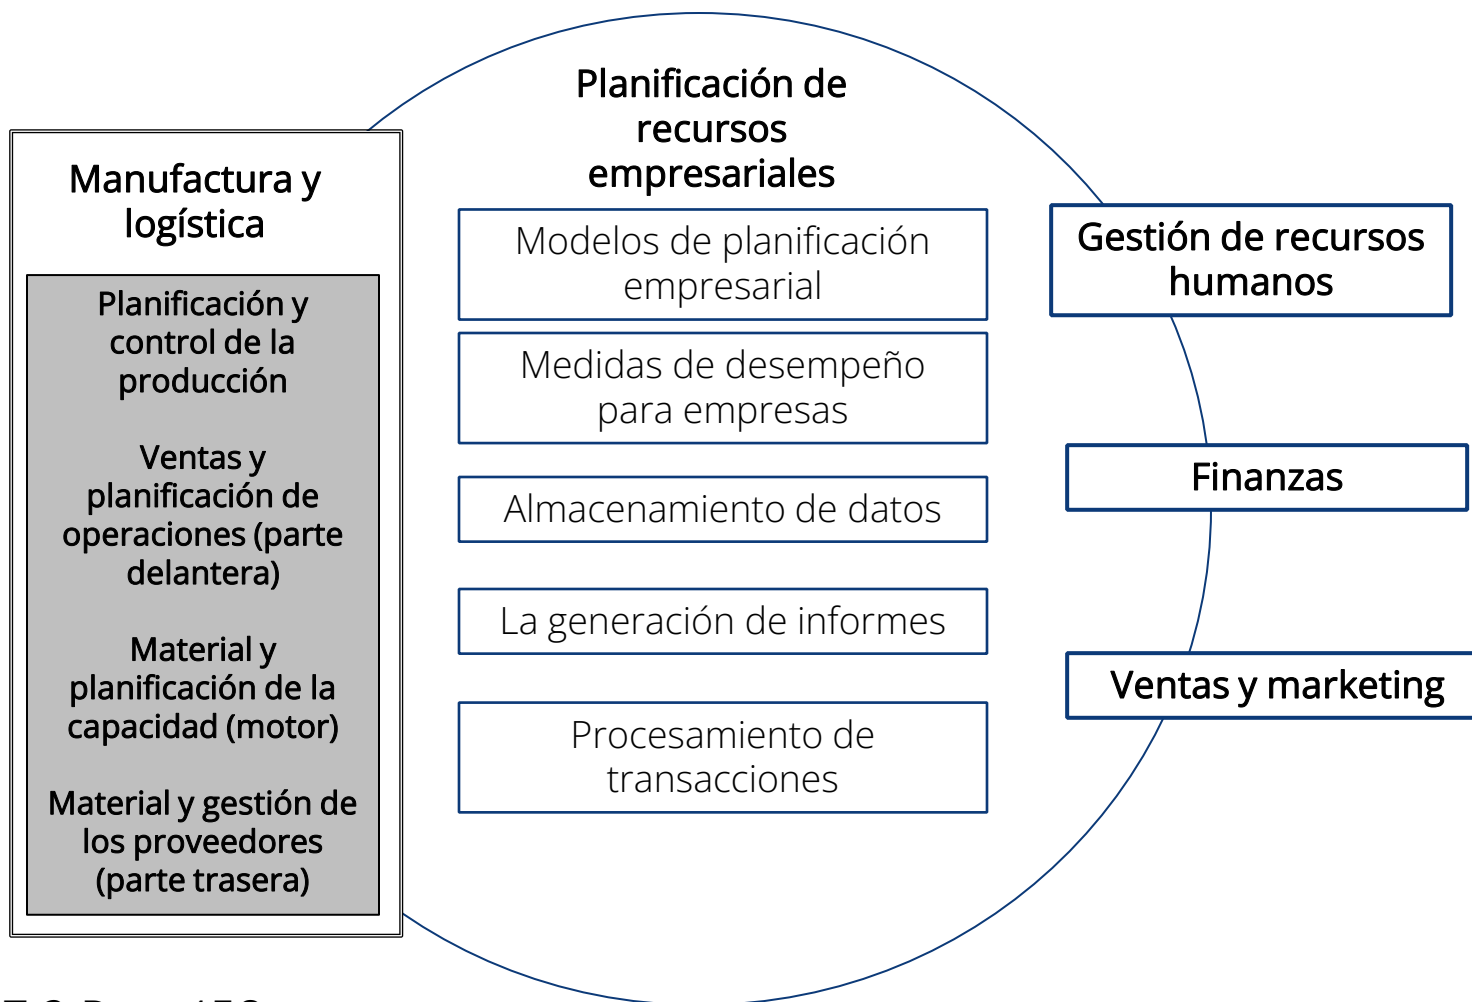 Planificación de
recursos
empresariales
Manufactura y
logística
Planificación y
control de la
producción
Ventas y
planificación de
operaciones (parte
delantera)
Material y
planificación de la
capacidad (motor)
Material y gestión de
los proveedores
(parte trasera)
Modelos de planificación
empresarial
Medidas de desempeño
para empresas
Almacenamiento de datos
La generación de informes
Procesamiento de
transacciones
Gestión de recursos
humanos
Finanzas
Ventas y marketing